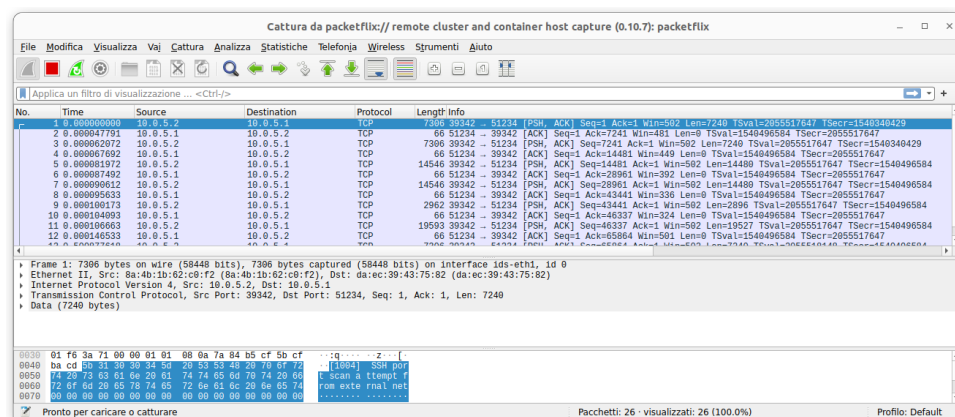 Cattura da packetflix:// remote cluster and container host capture (0.10.7): packetflix
File Modifica Visualizza Vai Cattura Analizza Statistiche Telefonja Wireless Strumenti Aiuto
Applica un filtro di visualizzazione ... <Ctrl-/>
No. Time Source Destination Protocol Length Info
1 0.000000000 10.0.5.2 10.0.5.1 TCP 7306 39342 → 51234 [PSH, ACK] Seq=1 Ack=1 Win=502 Len=7240 TSval=2055517647 TSecr=1540340429
2 0.000047791 10.0.5.1 10.0.5.2 TCP 66 51234 → 39342 [ACK] Seq=1 Ack=7241 Win=481 Len=0 TSval=1540496584 TSecr=2055517647
3 0.000062072 10.0.5.2 10.0.5.1 TCP 7306 39342 → 51234 [PSH, ACK] Seq=7241 Ack=1 Win=502 Len=7240 TSval=2055517647 TSecr=1540340429
4 0.000067692 10.0.5.1 10.0.5.2 TCP 66 51234 → 39342 [ACK] Seq=1 Ack=14481 Win=449 Len=0 TSval=1540496584 TSecr=2055517647
5 0.000081972 10.0.5.2 10.0.5.1 TCP 14546 39342 → 51234 [PSH, ACK] Seq=14481 Ack=1 Win=502 Len=14480 TSval=2055517647 TSecr=1540496584
6 0.000087492 10.0.5.1 10.0.5.2 TCP 66 51234 → 39342 [ACK] Seq=1 Ack=28961 Win=392 Len=0 TSval=1540496584 TSecr=2055517647
7 0.000090612 10.0.5.2 10.0.5.1 TCP 14546 39342 → 51234 [PSH, ACK] Seq=28961 Ack=1 Win=502 Len=14480 TSval=2055517647 TSecr=1540496584
8 0.000095633 10.0.5.1 10.0.5.2 TCP 66 51234 → 39342 [ACK] Seq=1 Ack=43441 Win=336 Len=0 TSval=1540496584 TSecr=2055517647
9 0.000100173 10.0.5.2 10.0.5.1 TCP 2962 39342 → 51234 [PSH, ACK] Seq=43441 Ack=1 Win=502 Len=2896 TSval=2055517647 TSecr=1540496584
10 0.000104093 10.0.5.1 10.0.5.2 TCP 66 51234 → 39342 [ACK] Seq=1 Ack=46337 Win=324 Len=0 TSval=1540496584 TSecr=2055517647
11 0.000106663 10.0.5.2 10.0.5.1 TCP 19593 39342 → 51234 [PSH, ACK] Seq=46337 Ack=1 Win=502 Len=19527 TSval=2055517647 TSecr=1540496584
12 0.000146533 10.0.5.1 10.0.5.2 TCP 66 51234 → 39342 [ACK] Seq=1 Ack=65864 Win=501 Len=0 TSval=1540496584 TSecr=2055517647
Frame 1: 7306 bytes on wire (58448 bits), 7306 bytes captured (58448 bits) on interface ids-eth1, id 0
Ethernet II, Src: 8a:4b:1b:62:c0:f2 (8a:4b:1b:62:c0:f2), Dst: da:ec:39:43:75:82 (da:ec:39:43:75:82)
Internet Protocol Version 4, Src: 10.0.5.2, Dst: 10.0.5.1
Transmission Control Protocol, Src Port: 39342, Dst Port: 51234, Seq: 1, Ack: 1, Len: 7240
Data (7240 bytes)
0030 01 f6 3a 71 00 00 01 01 08 0a 7a 84 b5 cf 5b cf ··:q···· ··z···[·
0040 ba cd 5b 31 30 30 34 5d 20 53 53 48 20 70 6f 72 ··[1004] SSH por
0050 74 20 73 63 61 6e 20 61 74 74 65 6d 70 74 20 66 t scan a ttempt f
0060 72 6f 6d 20 65 78 74 65 72 6e 61 6c 20 6e 65 74 rom exte rnal net
0070 00 00 00 00 00 00 00 00 00 00 00 00 00 00 00 00 ········ ········
Pronto per caricare o catturare Pacchetti: 26 · visualizzati: 26 (100.0%) Profilo: Default